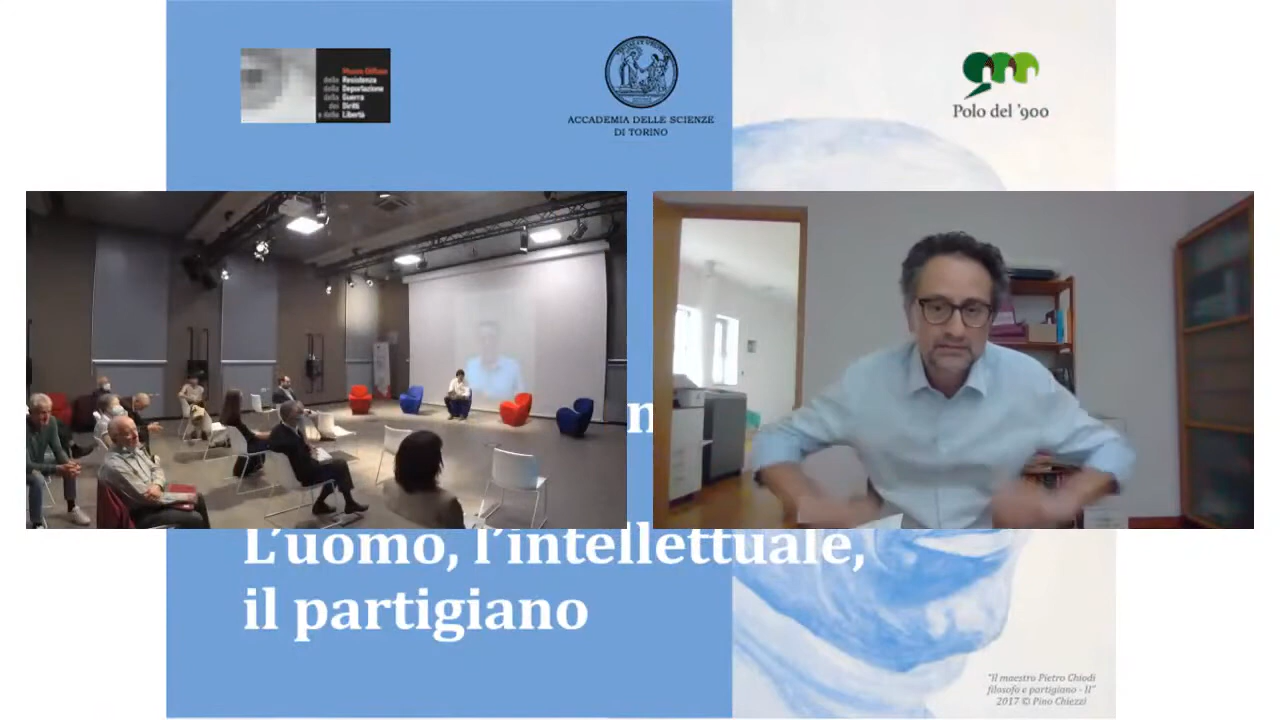 Museo Diffuso
della Resistenza
della Deportazione
della Guerra
dei Diritti
e della Libertà
ACCADEMIA DELLE SCIENZE
DI TORINO
Polo del '900
L'uomo, l'intellettuale,
il partigiano
"Il maestro Pietro Chiodi
filosofo e partigiano - II"
2017 © Pino Chiezzi